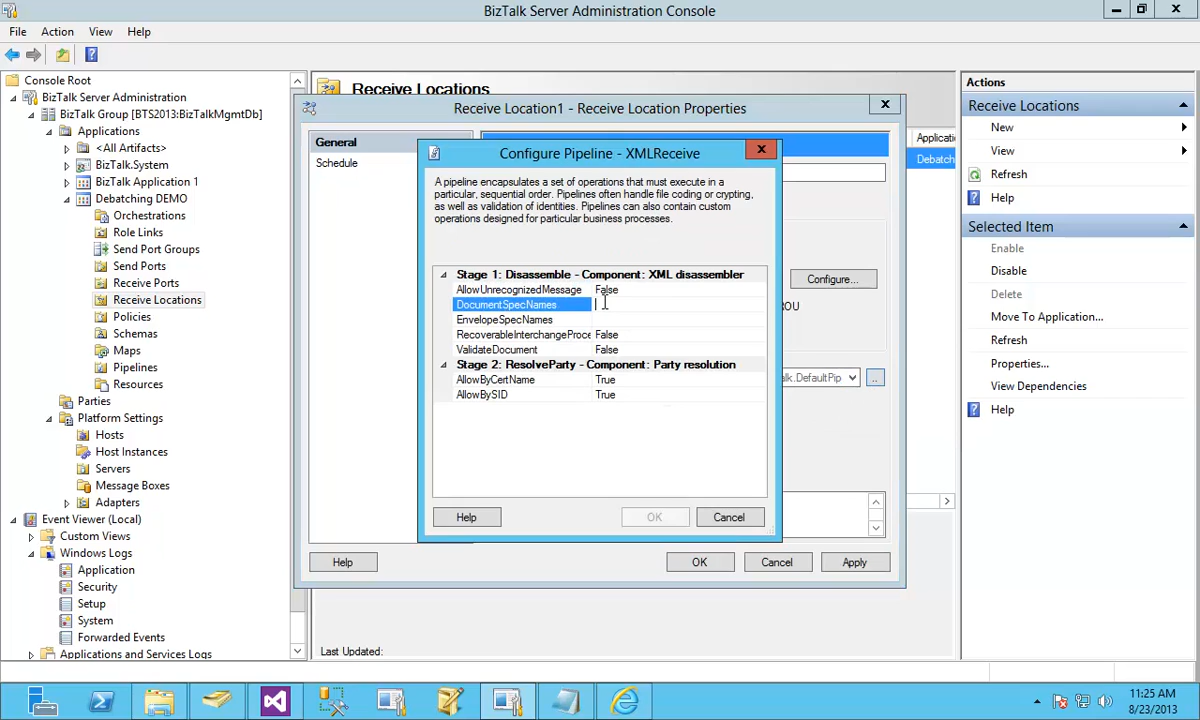 BizTalk Server Administration Console
File Action View Help
Console Root
BizTalk Server Administration
BizTalk Group [BTS2013:BizTalkMgmtDb]
Applications
<All Artifacts>
BizTalk.System
BizTalk Application 1
Debatching DEMO
Orchestrations
Role Links
Send Port Groups
Send Ports
Receive Ports
Receive Locations
Policies
Schemas
Maps
Pipelines
Resources
Parties
Platform Settings
Hosts
Host Instances
Servers
Message Boxes
Adapters
Event Viewer (Local)
Custom Views
Windows Logs
Application
Security
Setup
System
Forwarded Events
Applications and Services Logs
Receive Locations
Receive Location1 - Receive Location Properties
General
Schedule
Configure Pipeline - XMLReceive
A pipeline encapsulates a set of operations that must execute in a
particular, sequential order. Pipelines often handle file coding or crypting,
as well as validation of identities. Pipelines can also contain custom
operations designed for particular business processes.
Stage 1: Disassemble - Component: XML disassembler
AllowUnrecognizedMessage False
DocumentSpecNames
EnvelopeSpecNames
RecoverableInterchangeProce False
ValidateDocument False
Stage 2: ResolveParty - Component: Party resolution
AllowByCertName True
AllowBySID True
Help OK Cancel
Configure...
ROU
lk.DefaultPip
..
Help OK Cancel Apply
Applicatio
Debatch
Last Updated:
Actions
Receive Locations
New
View
Refresh
Help
Selected Item
Enable
Disable
Delete
Move To Application...
Refresh
Properties...
View Dependencies
Help
11:25 AM
8/23/2013